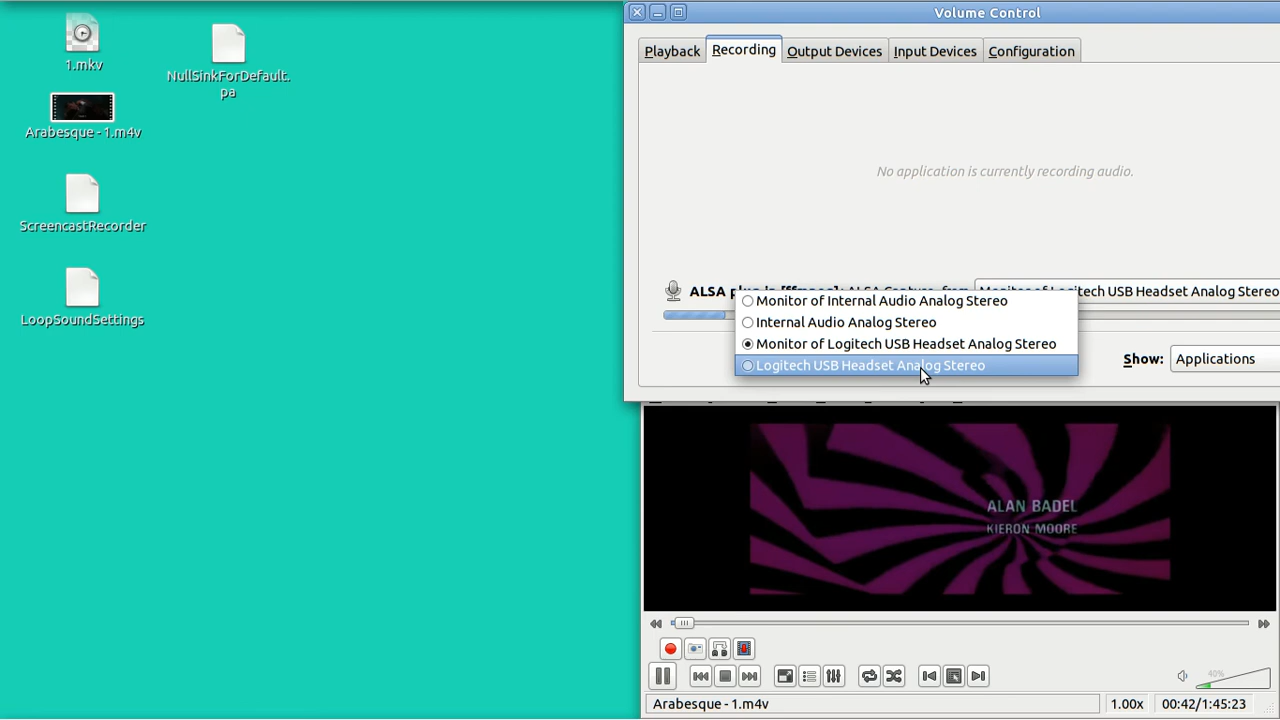 1.mkv
NullSinkForDefault.
pa
Arabesque - 1.m4v
ScreencastRecorder
LoopSoundSettings
Volume Control
Playback Recording Output Devices Input Devices Configuration
No application is currently recording audio.
Monitor of Logitech USB Headset Analog Stereo
Monitor of Internal Audio Analog Stereo
Internal Audio Analog Stereo
Monitor of Logitech USB Headset Analog Stereo
Logitech USB Headset Analog Stereo
Show: Applications
ALAN BADEL
KIERON MOORE
40%
Arabesque - 1.m4v 1.00x 00:42/1:45:23